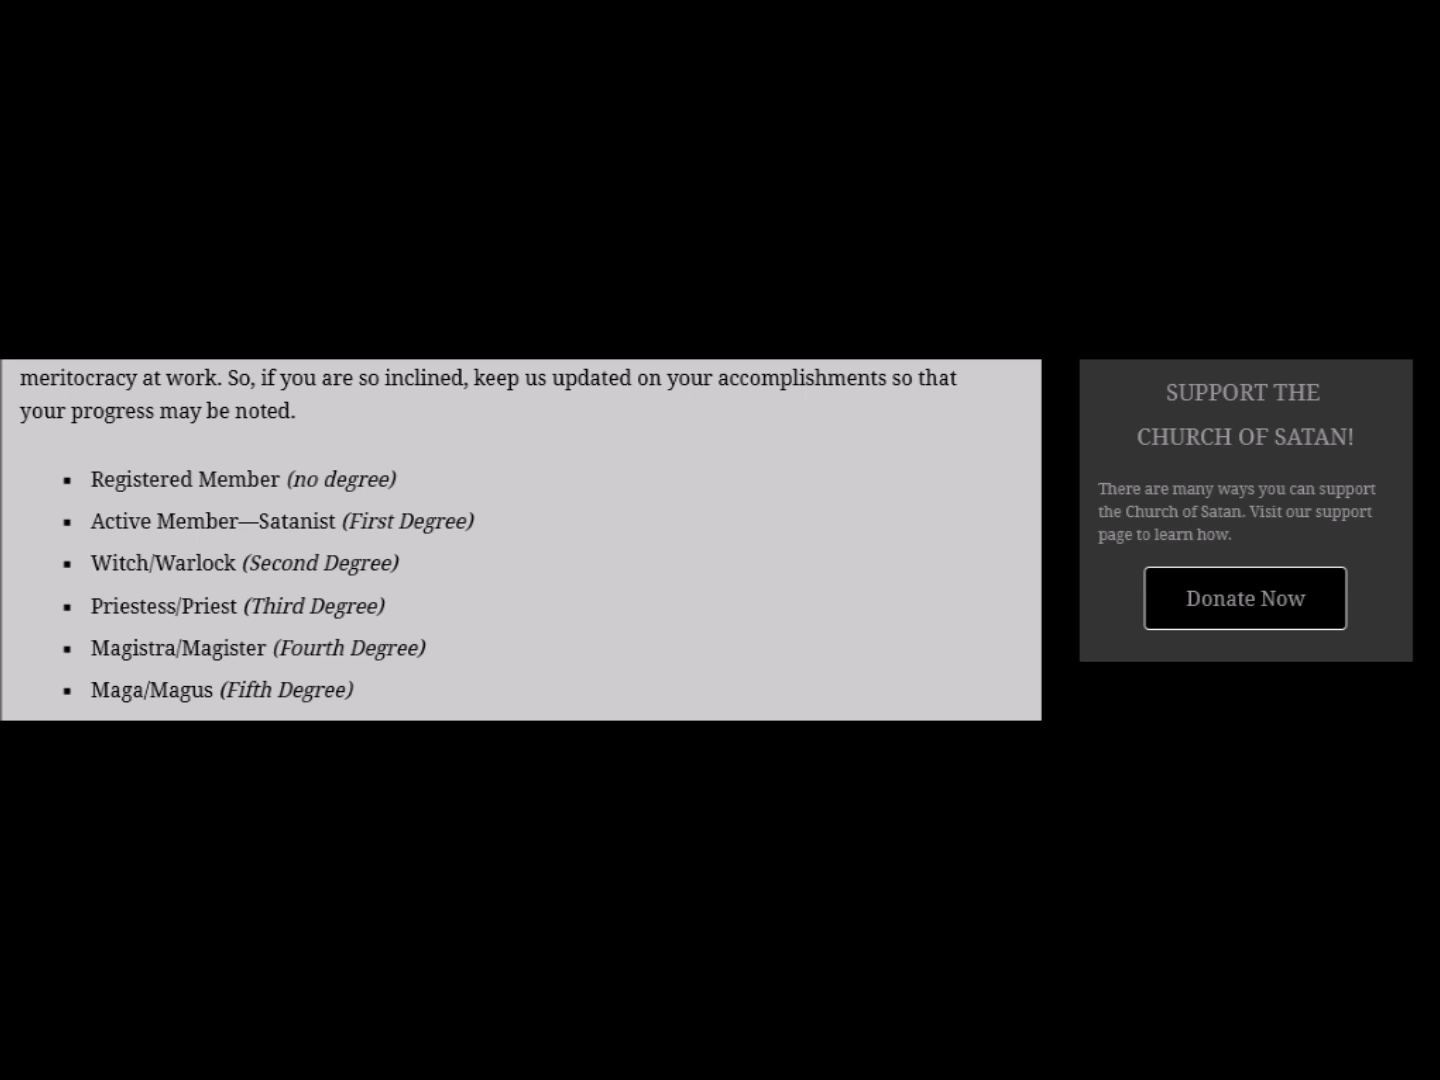 meritocracy at work. So, if you are so inclined, keep us updated on your accomplishments so that
your progress may be noted.
▪ Registered Member (no degree)
▪ Active Member—Satanist (First Degree)
▪ Witch/Warlock (Second Degree)
▪ Priestess/Priest (Third Degree)
▪ Magistra/Magister (Fourth Degree)
▪ Maga/Magus (Fifth Degree)
SUPPORT THE
CHURCH OF SATAN!
There are many ways you can support
the Church of Satan. Visit our support
page to learn how.
Donate Now